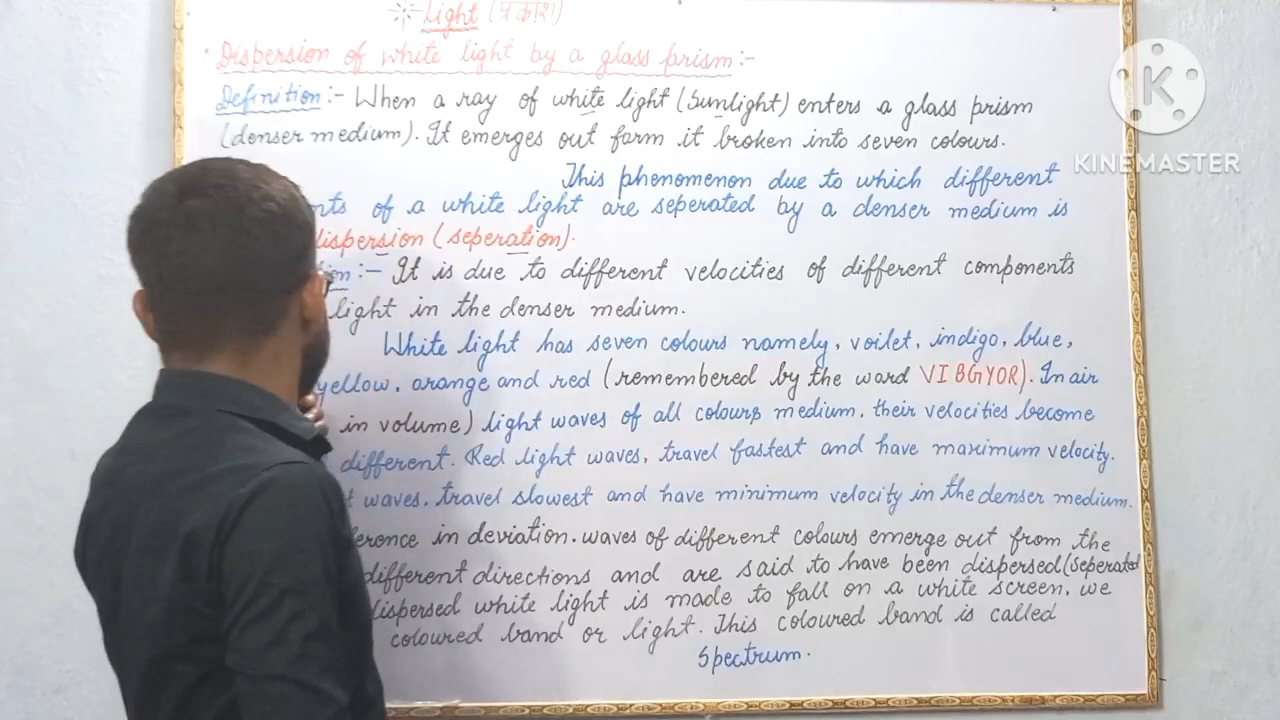 Light (प्रकाश)
Dispersion of white light by a glass prism :-
Definition :- When a ray of white light (Sunlight) enters a glass prism
(denser medium). It emerges out farm it broken into seven colours.
This phenomenon due to which different
nts of a white light are seperated by a denser medium is
dispersion (seperation).
ion :- It is due to different velocities of different components
light in the denser medium.
White light has seven colours namely, voilet, indigo, blue,
yellow, orange and red (remembered by the word VIBGYOR). In air
in volume) light waves of all colours medium, their velocities become
different. Red light waves, travel fastest and have maximum velocity.
t waves, travel slowest and have minimum velocity in the denser medium.
ference in deviation. waves of different colours emerge out from the
different directions and are said to have been dispersed (Seperated
dispersed white light is made to fall on a white screen, we
coloured band or light. This coloured band is called
Spectrum.
K
KINEMASTER